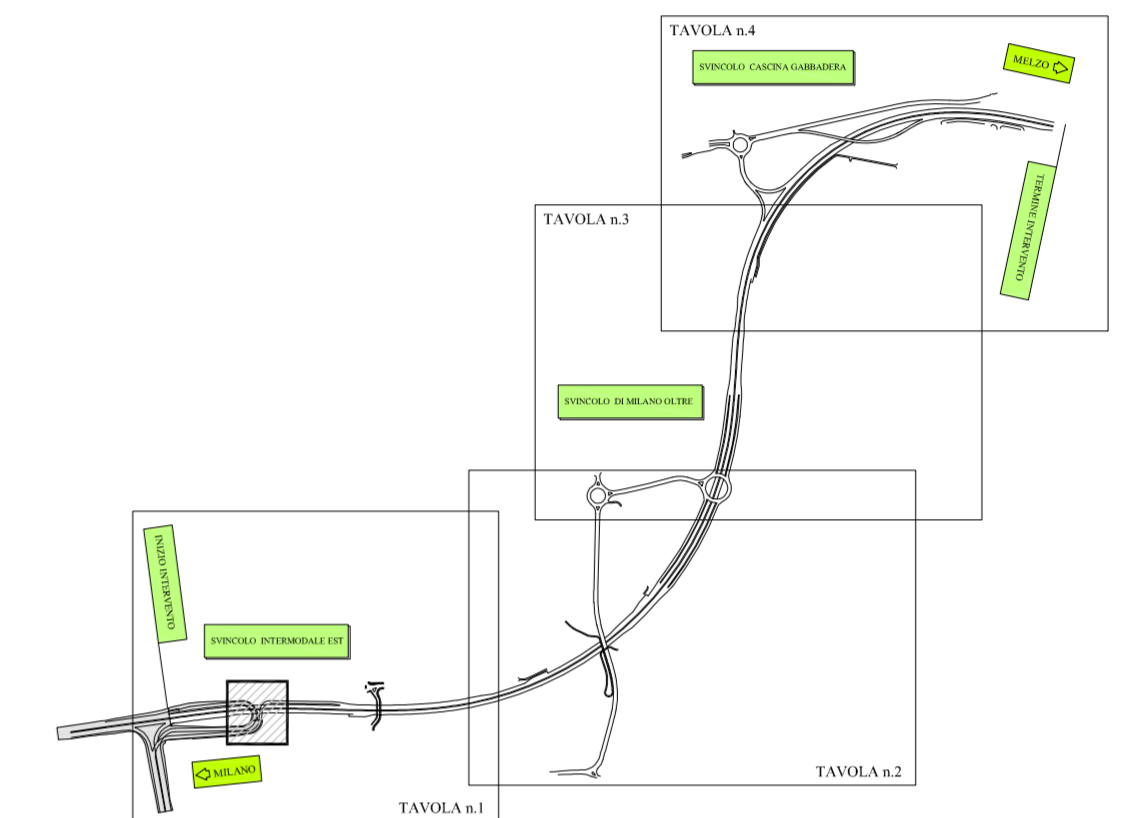 TAVOLA n.4
SVINCOLO CASCINA GABBADERA
MELZO
TERMINE INTERVENTO
TAVOLA n.3
SVINCOLO DI MILANO OLTRE
INIZIO INTERVENTO
SVINCOLO INTERMODALE EST
MILANO
TAVOLA n.2
TAVOLA n.1